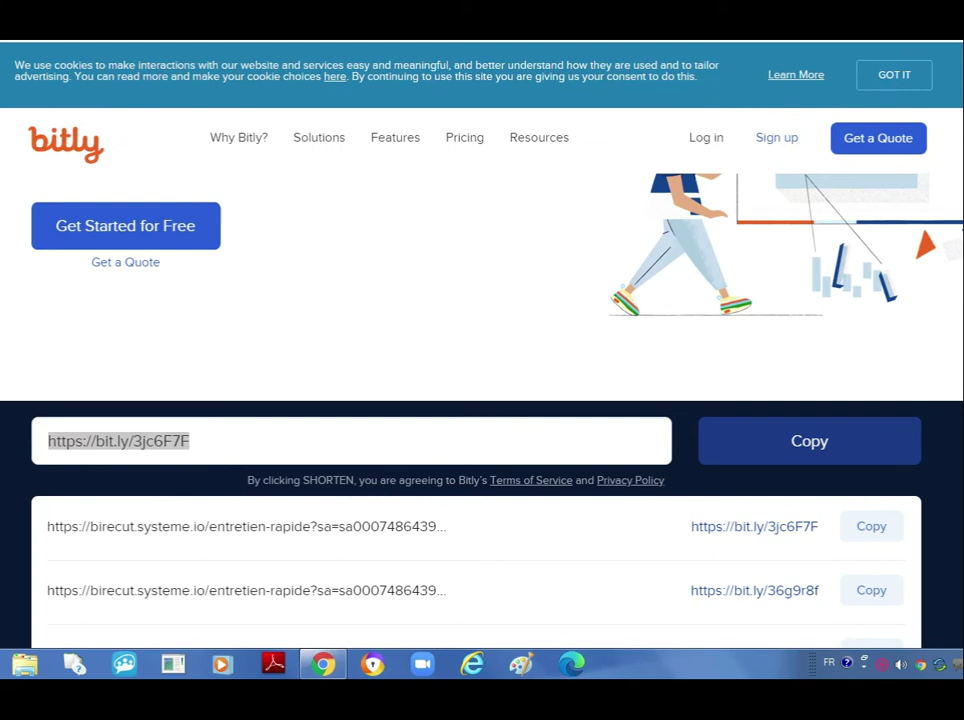 We use cookies to make interactions with our website and services easy and meaningful, and better understand how they are used and to tailor
advertising. You can read more and make your cookie choices here. By continuing to use this site you are giving us your consent to do this.
Learn More
GOT IT
bitly
Why Bitly?
Solutions
Features
Pricing
Resources
Log in
Sign up
Get a Quote
Get Started for Free
Get a Quote
https://bit.ly/3jc6F7F
Copy
By clicking SHORTEN, you are agreeing to Bitly's Terms of Service and Privacy Policy
https://birecut.systeme.io/entretien-rapide?sa=sa0007486439...
https://bit.ly/3jc6F7F
Copy
https://birecut.systeme.io/entretien-rapide?sa=sa0007486439...
https://bit.ly/36g9r8f
Copy
FR